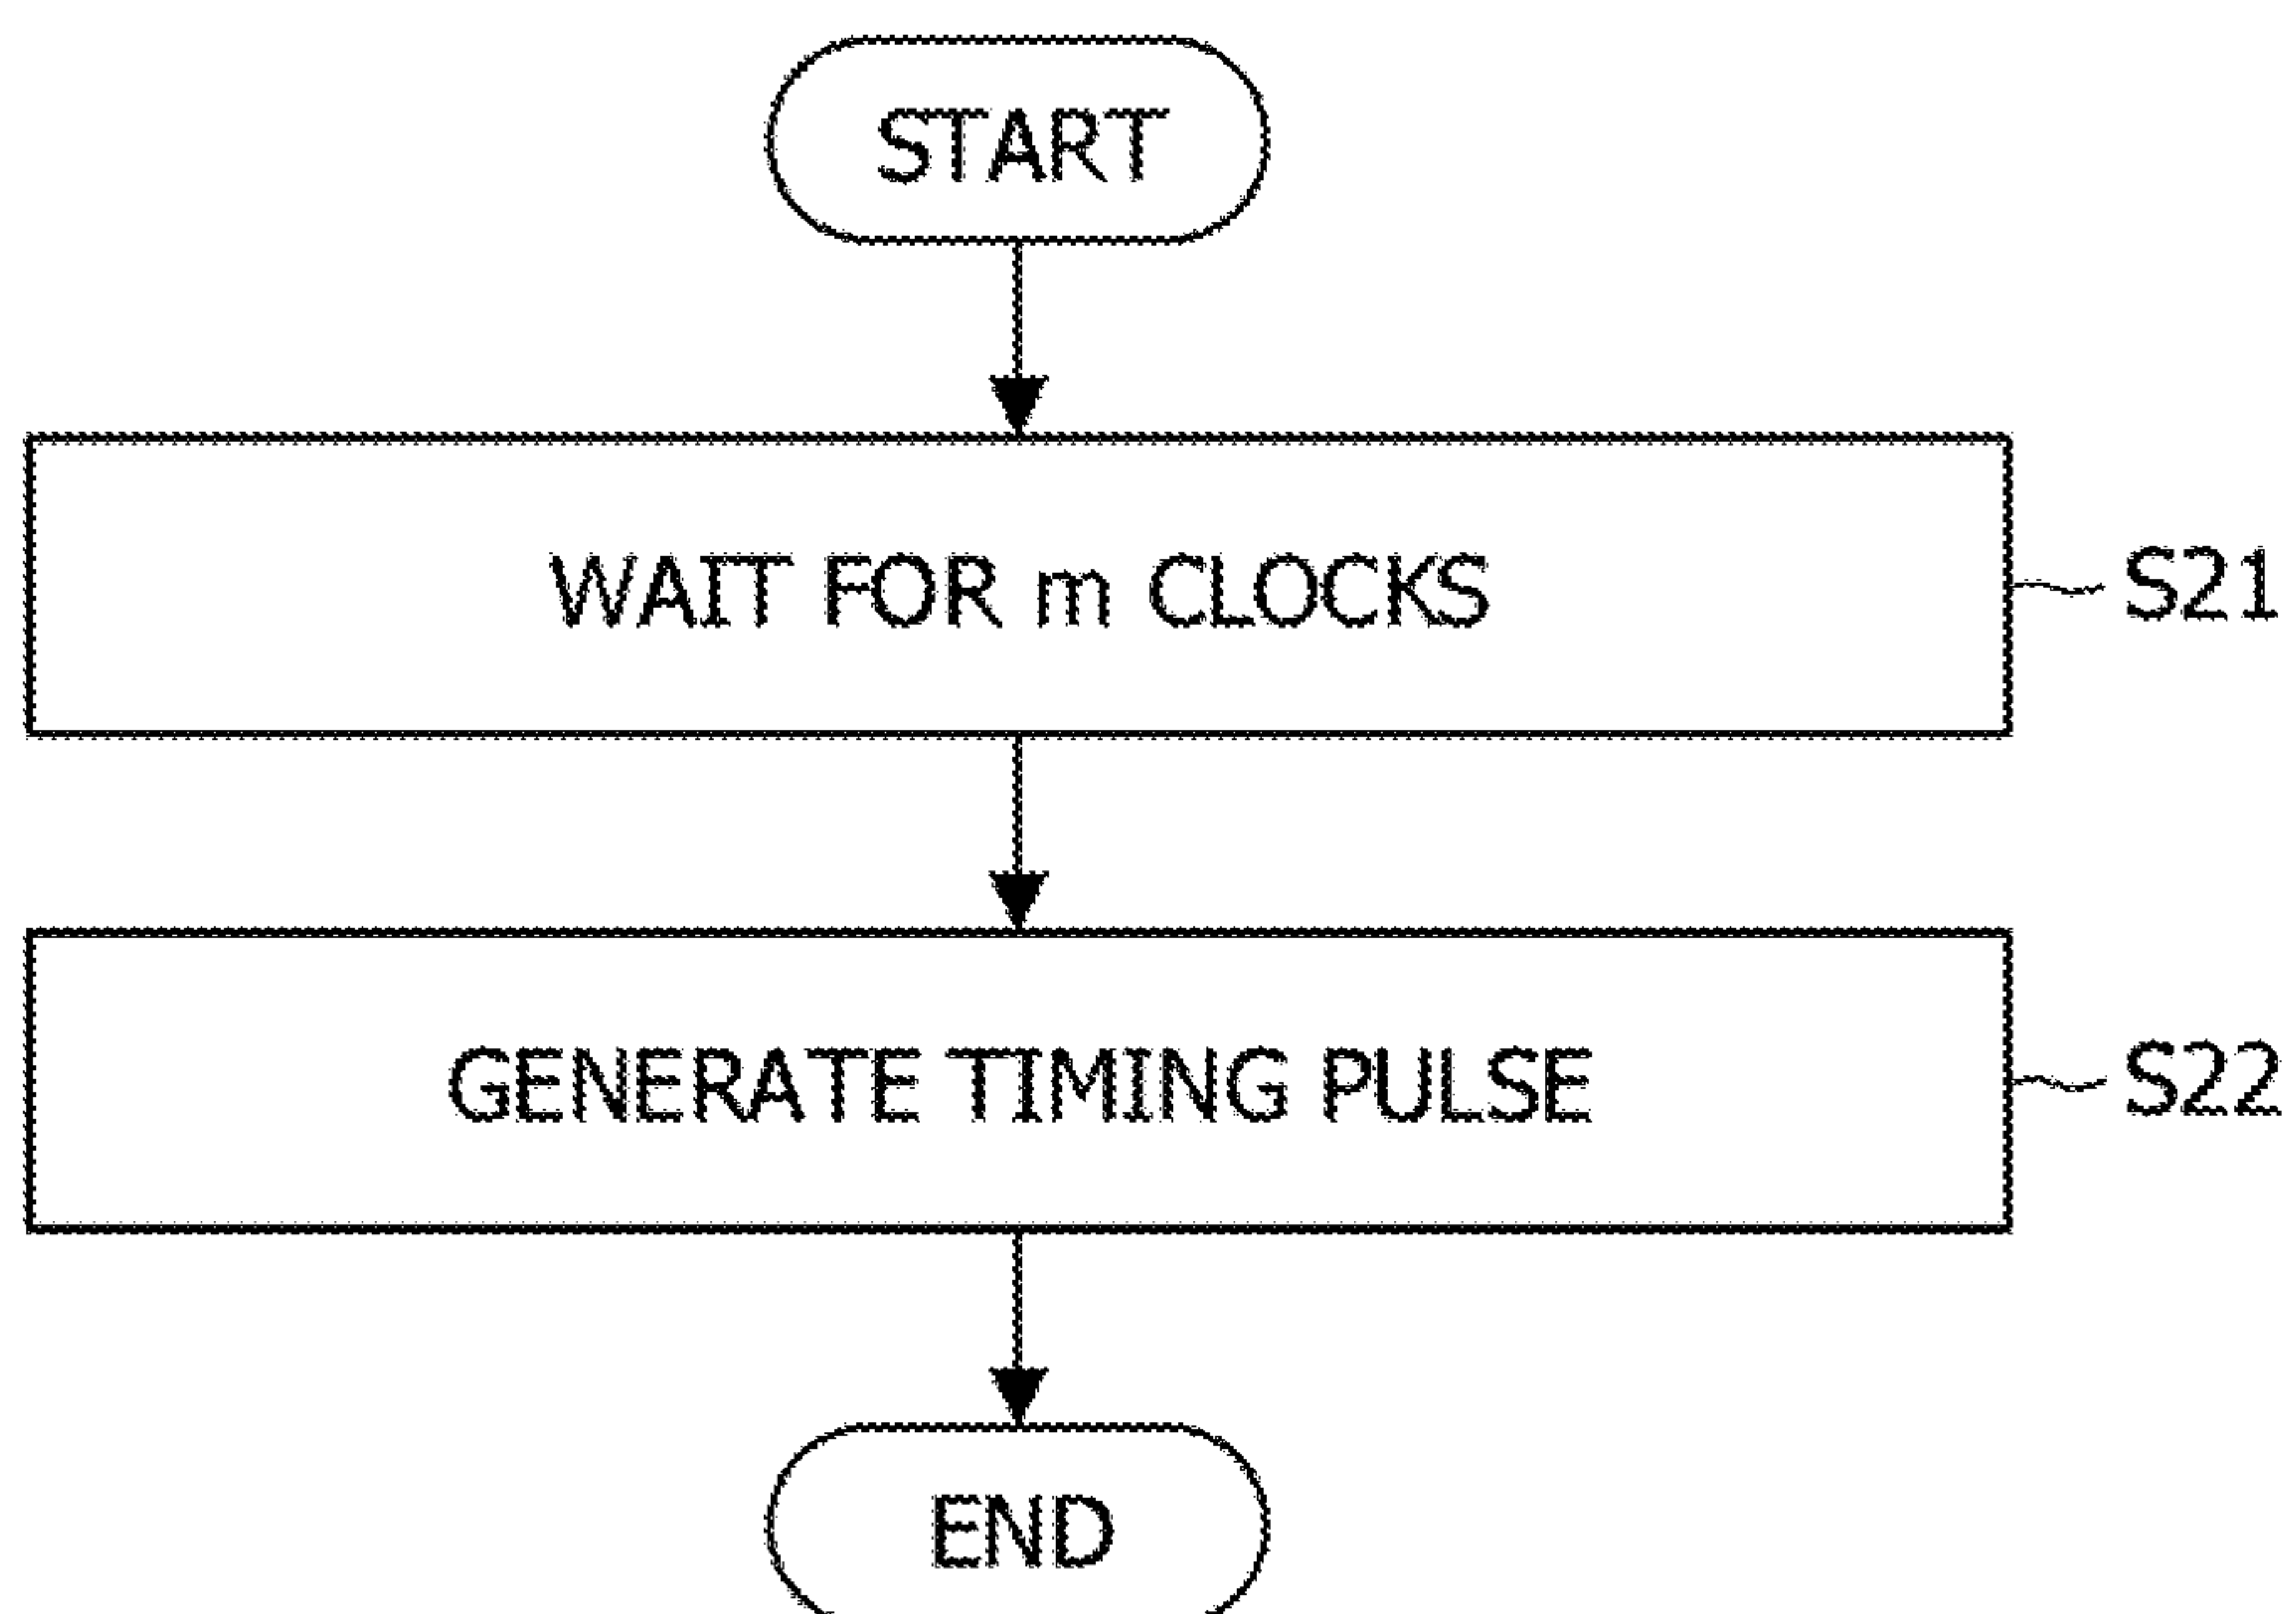 START
WAIT FOR m CLOCKS
S21
GENERATE TIMING PULSE
S22
END